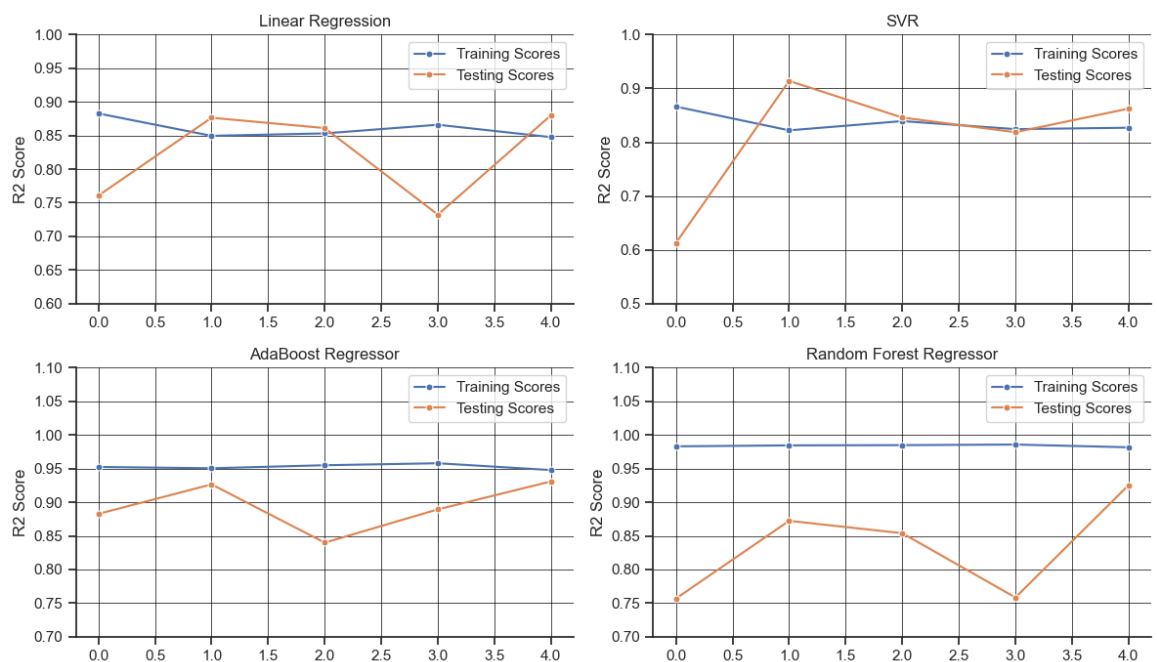 Linear Regression
1.00
0.95
0.90
0.85
0.80
0.75
0.70
0.65
0.60
R2 Score
Training Scores
Testing Scores
0.0 0.5 1.0 1.5 2.0 2.5 3.0 3.5 4.0
SVR
1.0
0.9
0.8
0.7
0.6
0.5
R2 Score
Training Scores
Testing Scores
0.0 0.5 1.0 1.5 2.0 2.5 3.0 3.5 4.0
AdaBoost Regressor
1.10
1.05
1.00
0.95
0.90
0.85
0.80
0.75
0.70
R2 Score
Training Scores
Testing Scores
0.0 0.5 1.0 1.5 2.0 2.5 3.0 3.5 4.0
Random Forest Regressor
1.10
1.05
1.00
0.95
0.90
0.85
0.80
0.75
0.70
R2 Score
Training Scores
Testing Scores
0.0 0.5 1.0 1.5 2.0 2.5 3.0 3.5 4.0